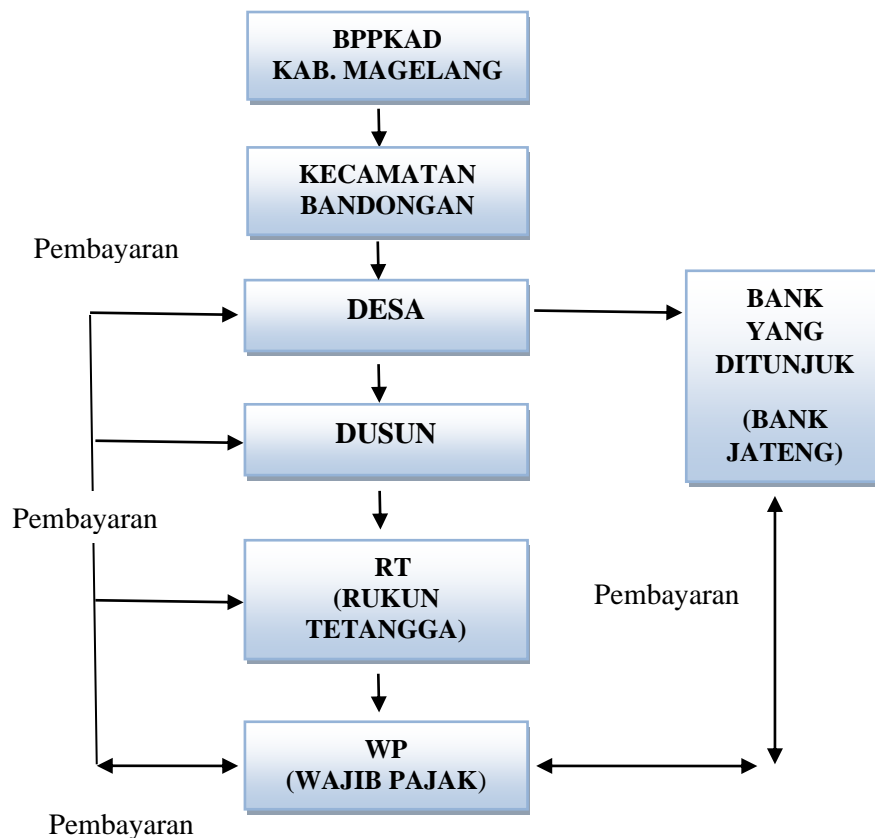 BPPKAD
KAB. MAGELANG
KECAMATAN
BANDONGAN
Pembayaran
DESA
BANK
YANG
DITUNJUK
(BANK
JATENG)
DUSUN
Pembayaran
RT
(RUKUN
TETANGGA)
Pembayaran
WP
(WAJIB PAJAK)
Pembayaran